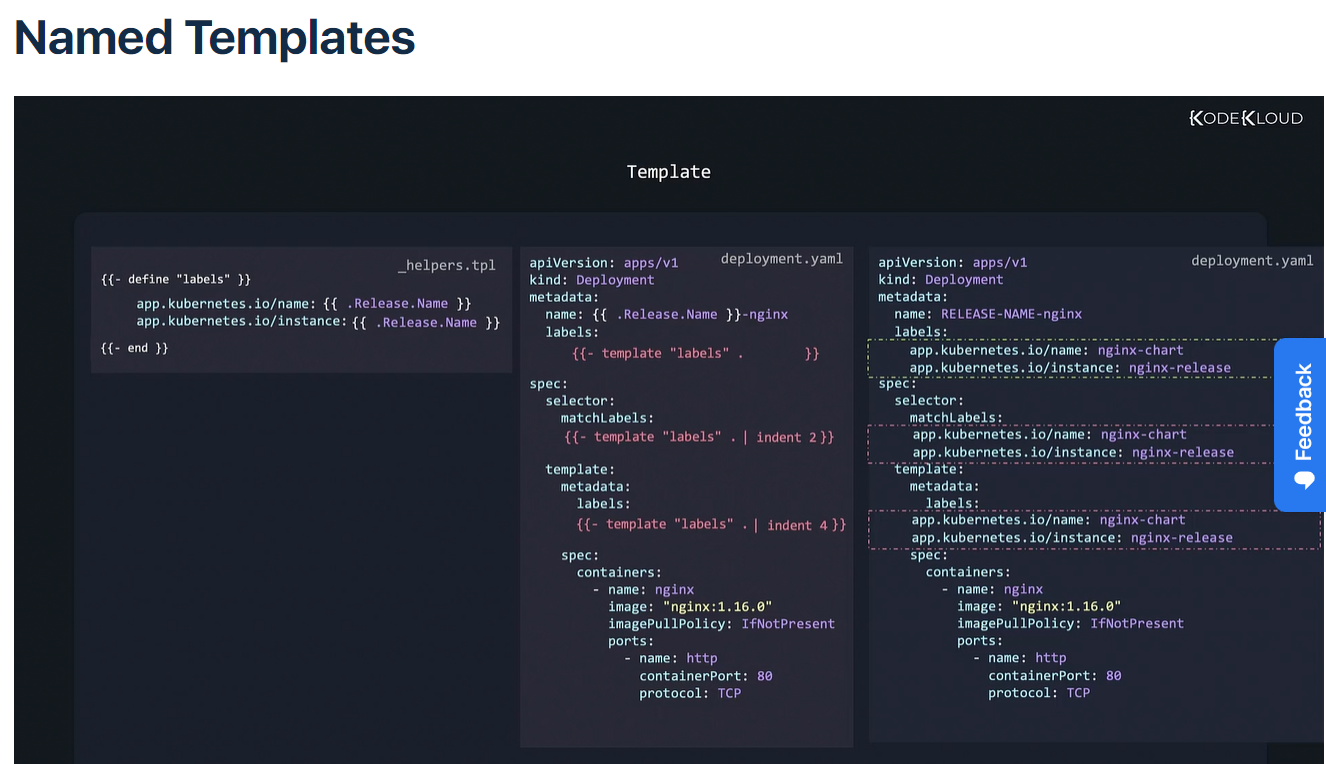 Named Templates
KODEKLOUD
Template
_helpers.tpl
{{- define "labels" }}
app.kubernetes.io/name: {{ .Release.Name }}
app.kubernetes.io/instance: {{ .Release.Name }}
{{- end }}
deployment.yaml
apiVersion: apps/v1
kind: Deployment
metadata:
name: {{ .Release.Name }}-nginx
labels:
{{- template "labels" . }}
spec:
selector:
matchLabels:
{{- template "labels" . | indent 2 }}
template:
metadata:
labels:
{{- template "labels" . | indent 4 }}
spec:
containers:
- name: nginx
image: "nginx:1.16.0"
imagePullPolicy: IfNotPresent
ports:
- name: http
containerPort: 80
protocol: TCP
deployment.yaml
apiVersion: apps/v1
kind: Deployment
metadata:
name: RELEASE-NAME-nginx
labels:
app.kubernetes.io/name: nginx-chart
app.kubernetes.io/instance: nginx-release
spec:
selector:
matchLabels:
app.kubernetes.io/name: nginx-chart
app.kubernetes.io/instance: nginx-release
template:
metadata:
labels:
app.kubernetes.io/name: nginx-chart
app.kubernetes.io/instance: nginx-release
spec:
containers:
- name: nginx
image: "nginx:1.16.0"
imagePullPolicy: IfNotPresent
ports:
- name: http
containerPort: 80
protocol: TCP
Feedback